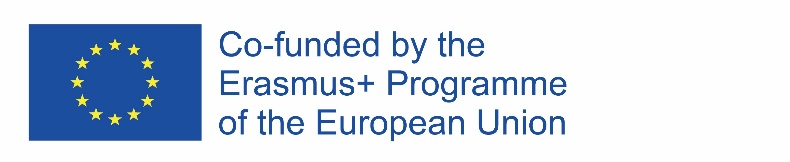 Co-funded by the
Erasmus+ Programme
of the European Union